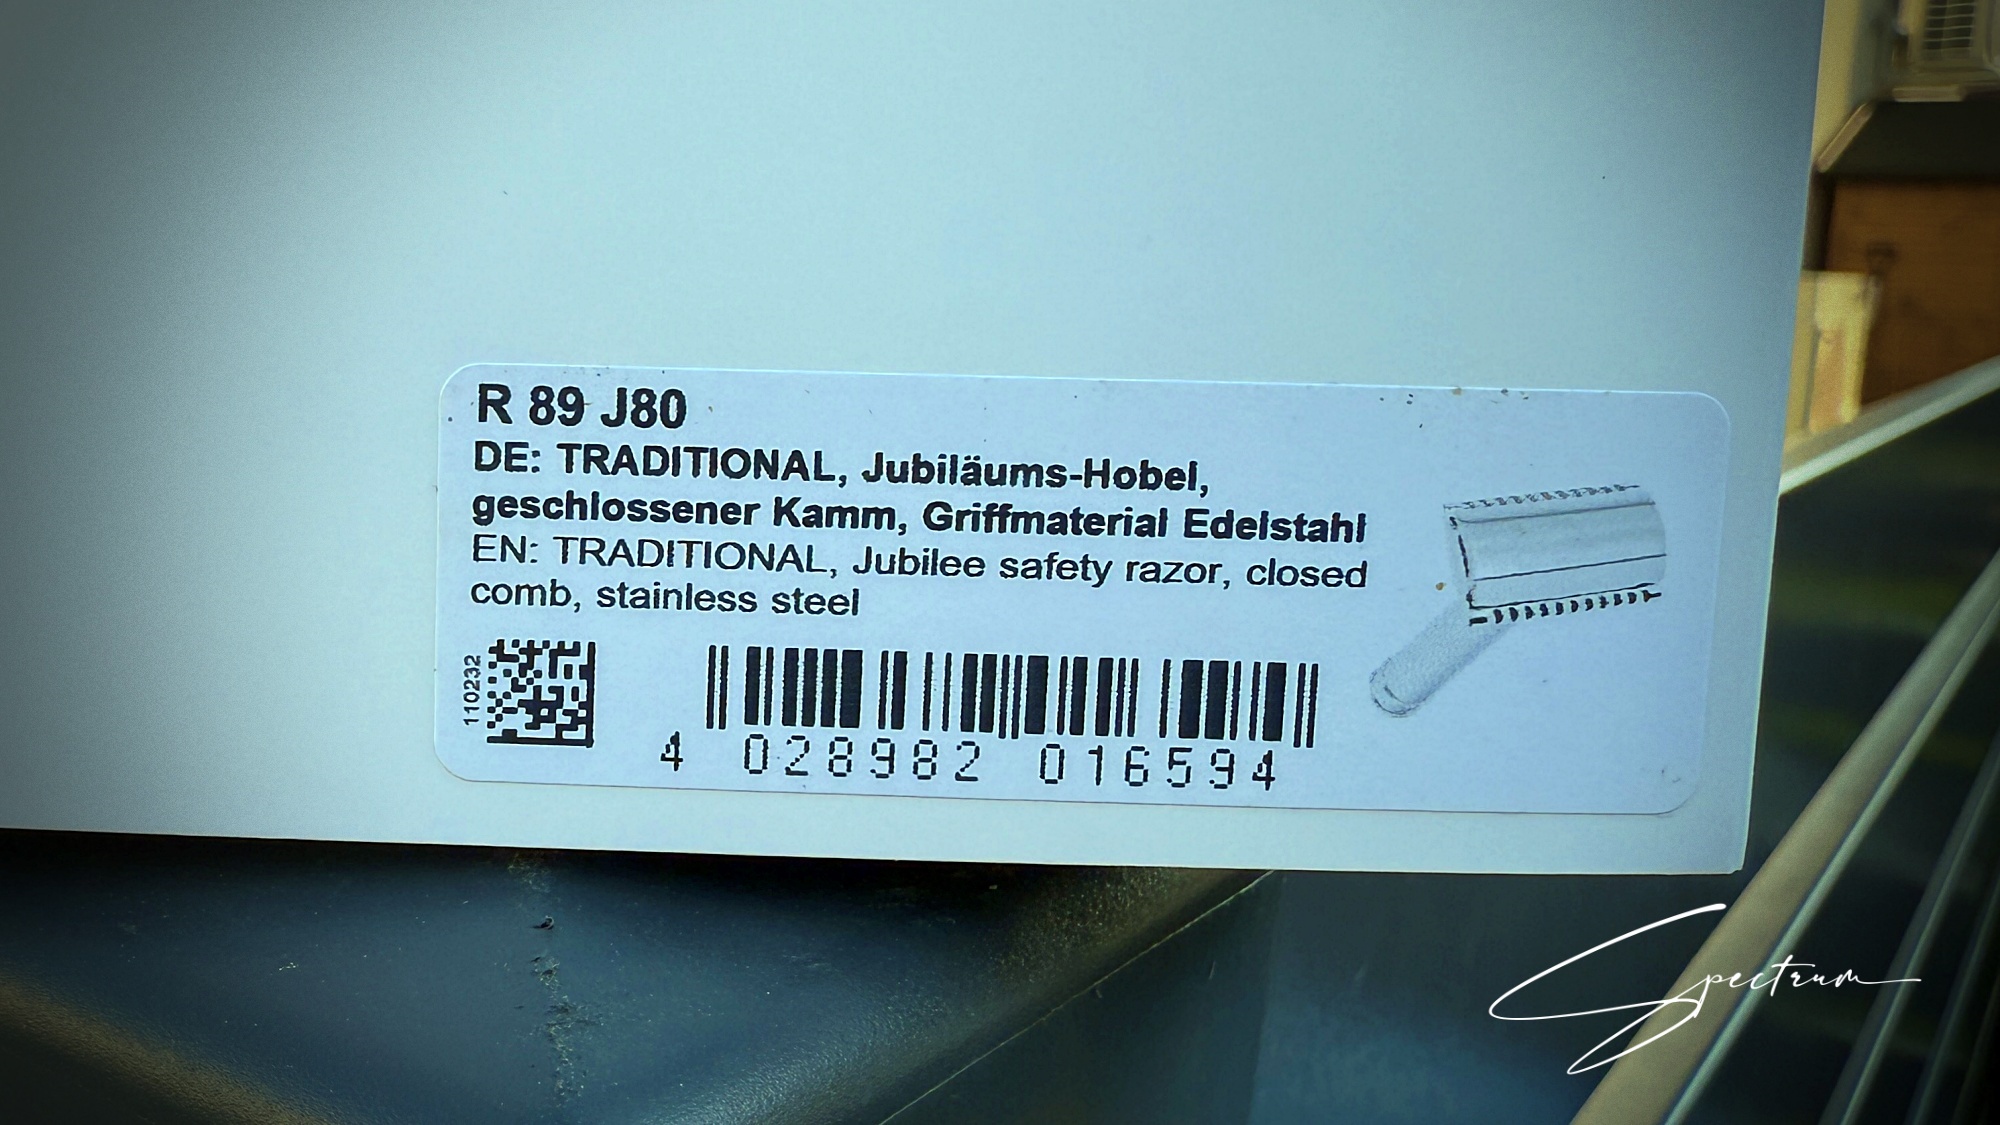 R 89 J80
DE: TRADITIONAL, Jubiläums-Hobel,
geschlossener Kamm, Griffmaterial Edelstahl
EN: TRADITIONAL, Jubilee safety razor, closed
comb, stainless steel
110232
4 028982 016594
Spectrum